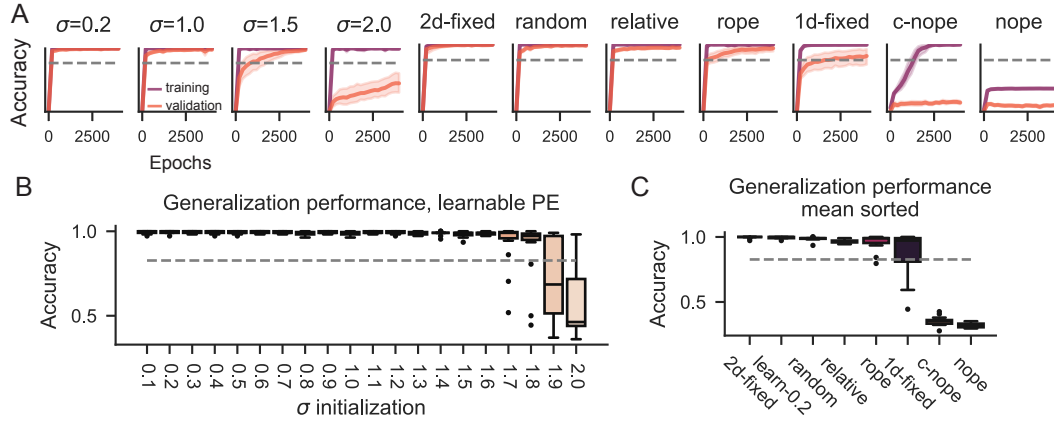 A
σ=0.2 σ=1.0 σ=1.5 σ=2.0 2d-fixed random relative rope 1d-fixed c-nope nope
Accuracy
training
validation
0 2500 0 2500 0 2500 0 2500 0 2500 0 2500 0 2500 0 2500 0 2500 0 2500 0 2500
Epochs
B
Generalization performance, learnable PE
Accuracy
1.0
0.5
0.1 0.2 0.3 0.4 0.5 0.6 0.7 0.8 0.9 1.0 1.1 1.2 1.3 1.4 1.5 1.6 1.7 1.8 1.9 2.0
σ initialization
C
Generalization performance
mean sorted
Accuracy
1.0
0.5
2d-fixed learn-0.2 random relative rope 1d-fixed c-nope nope